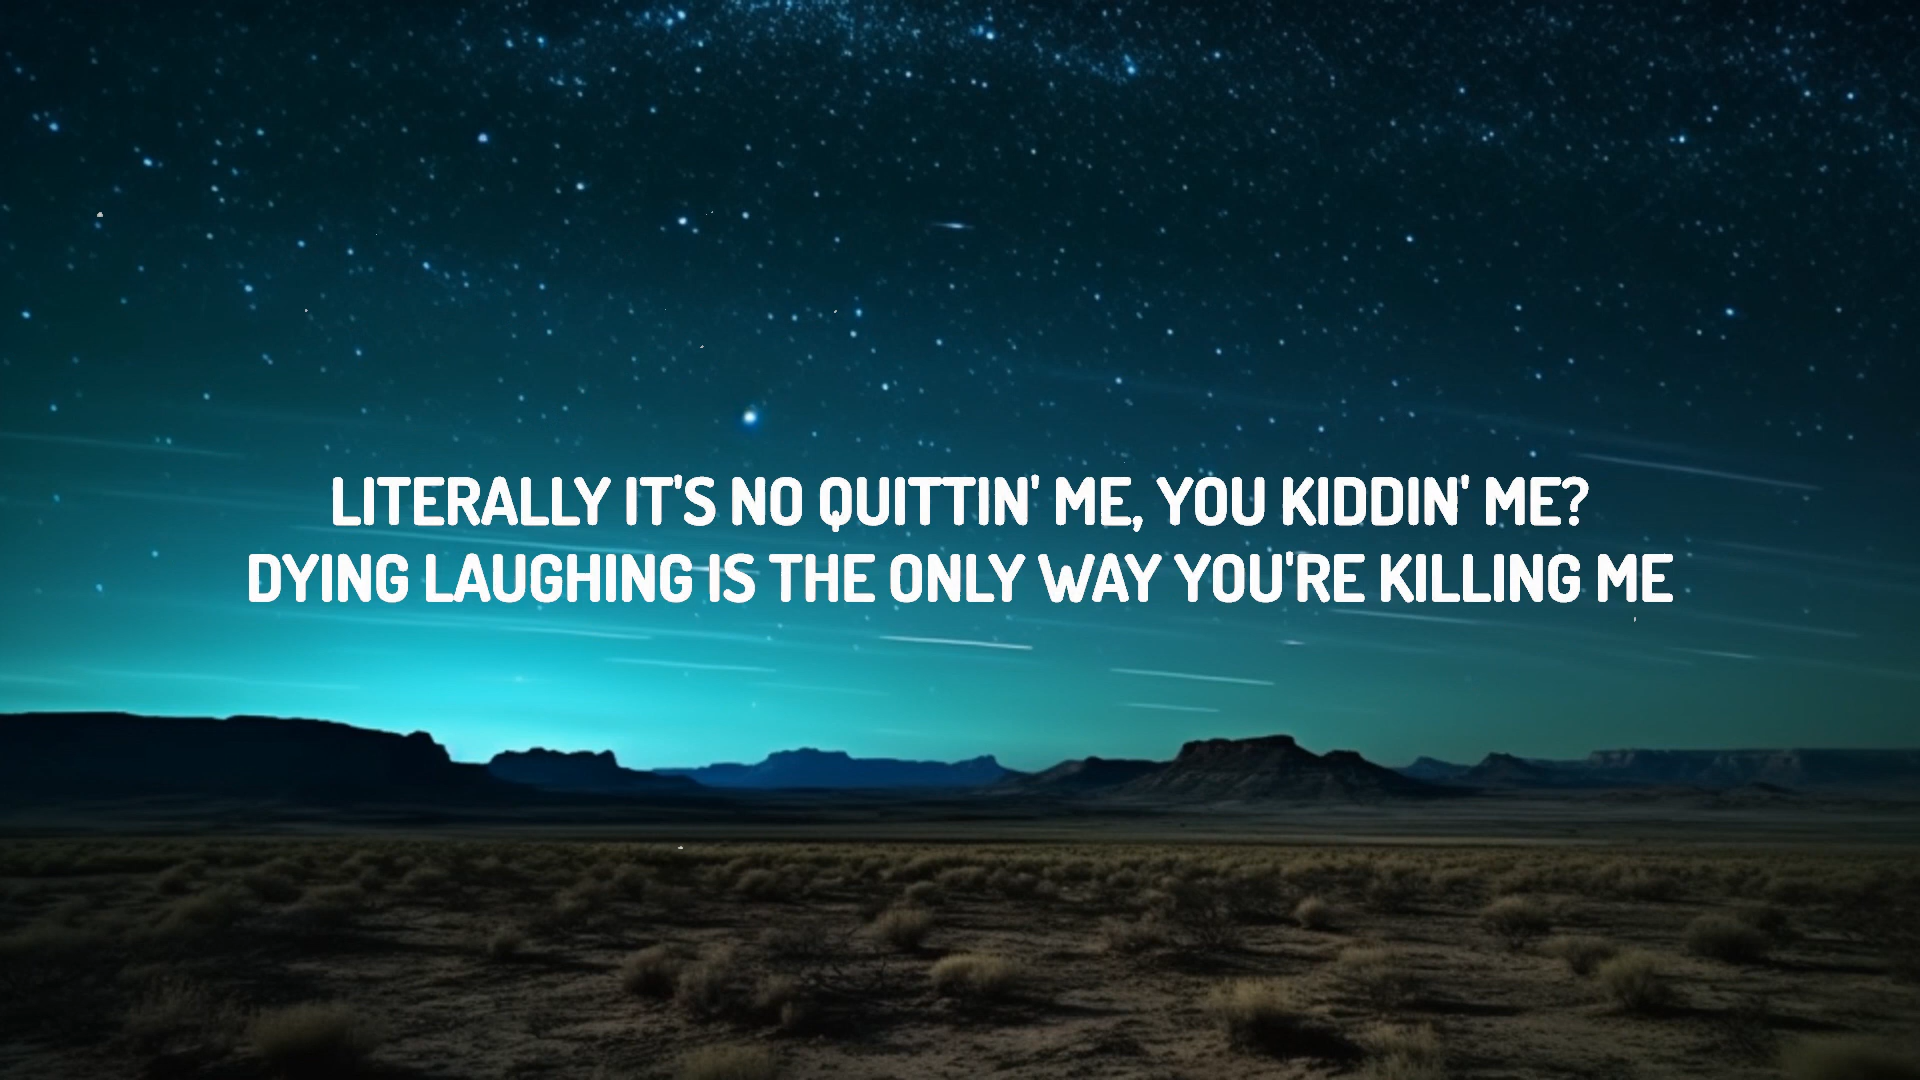 LITERALLY IT'S NO QUITTIN' ME, YOU KIDDIN' ME?
DYING LAUGHING IS THE ONLY WAY YOU'RE KILLING ME